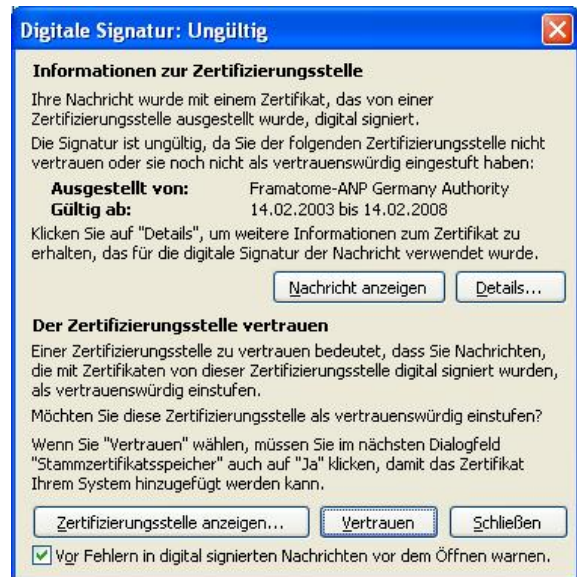 Digitale Signatur: Ungültig
Informationen zur Zertifizierungsstelle
Ihre Nachricht wurde mit einem Zertifikat, das von einer
Zertifizierungsstelle ausgestellt wurde, digital signiert.
Die Signatur ist ungültig, da Sie der folgenden Zertifizierungsstelle nicht
vertrauen oder sie noch nicht als vertrauenswürdig eingestuft haben:
Ausgestellt von: Framatome-ANP Germany Authority
Gültig ab: 14.02.2003 bis 14.02.2008
Klicken Sie auf "Details", um weitere Informationen zum Zertifikat zu
erhalten, das für die digitale Signatur der Nachricht verwendet wurde.
Nachricht anzeigen Details...
Der Zertifizierungsstelle vertrauen
Einer Zertifizierungsstelle zu vertrauen bedeutet, dass Sie Nachrichten,
die mit Zertifikaten von dieser Zertifizierungsstelle digital signiert wurden,
als vertrauenswürdig einstufen.
Möchten Sie diese Zertifizierungsstelle als vertrauenswürdig einstufen?
Wenn Sie "Vertrauen" wählen, müssen Sie im nächsten Dialogfeld
"Stammzertifikatsspeicher" auch auf "Ja" klicken, damit das Zertifikat
Ihrem System hinzugefügt werden kann.
Zertifizierungsstelle anzeigen... Vertrauen Schließen
Vor Fehlern in digital signierten Nachrichten vor dem Öffnen warnen.